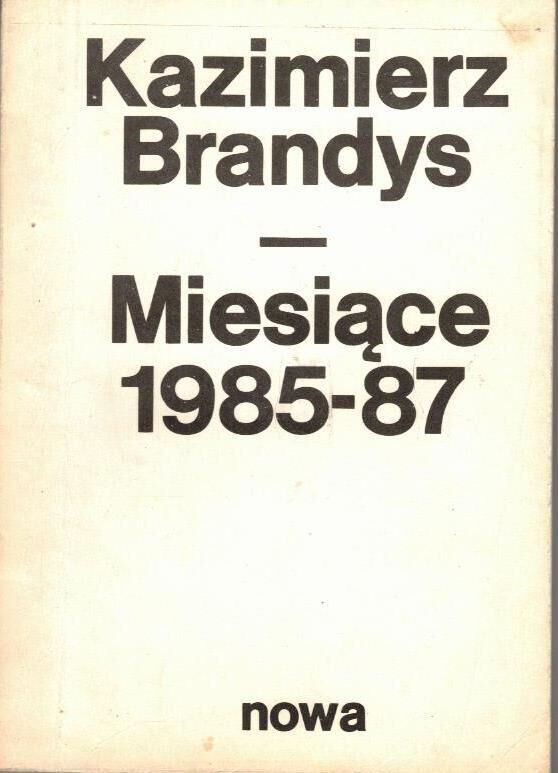 Kazimierz
Brandys
—
Miesiące
1985-87
nowa